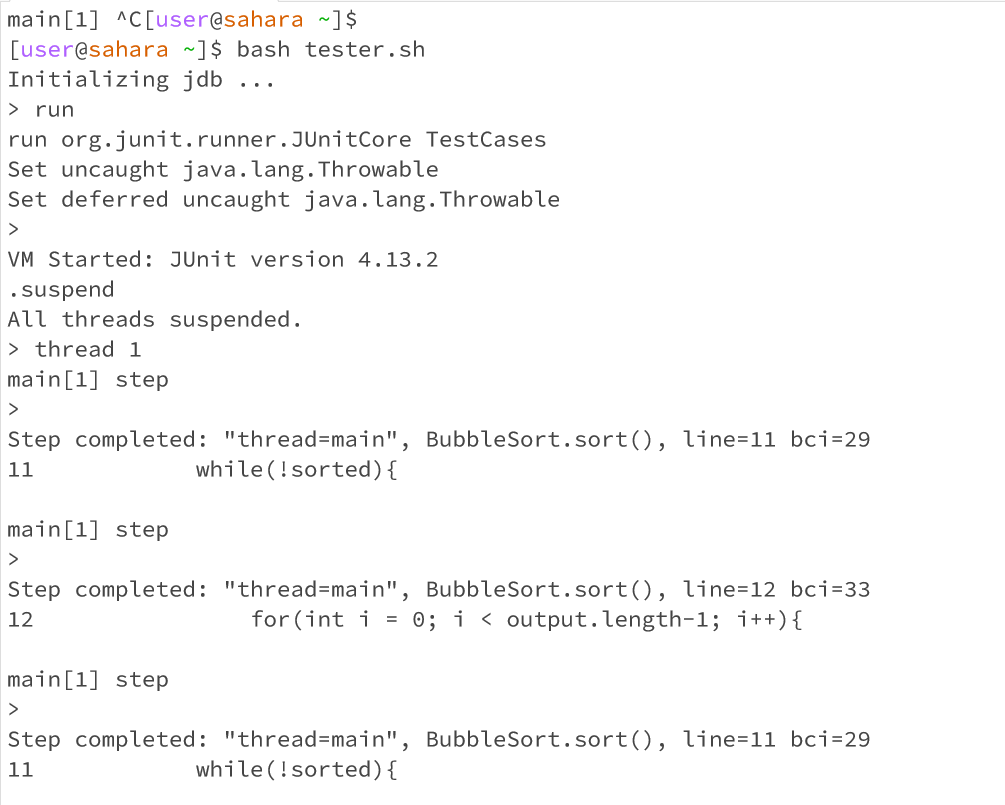 main[1] ^C[user@sahara ~]$
[user@sahara ~]$ bash tester.sh
Initializing jdb ...
> run
run org.junit.runner.JUnitCore TestCases
Set uncaught java.lang.Throwable
Set deferred uncaught java.lang.Throwable
>
VM Started: JUnit version 4.13.2
.suspend
All threads suspended.
> thread 1
main[1] step
>
Step completed: "thread=main", BubbleSort.sort(), line=11 bci=29
11            while(!sorted){

main[1] step
>
Step completed: "thread=main", BubbleSort.sort(), line=12 bci=33
12                for(int i = 0; i < output.length-1; i++){

main[1] step
>
Step completed: "thread=main", BubbleSort.sort(), line=11 bci=29
11            while(!sorted){